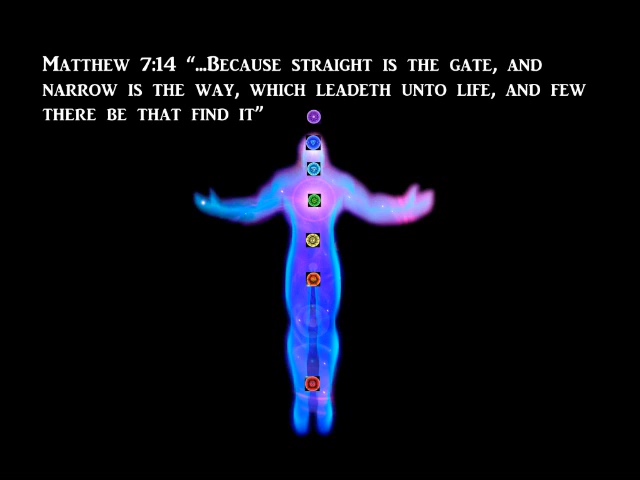 Matthew 7:14 “...Because straight is the gate, and
narrow is the way, which leadeth unto life, and few
there be that find it”